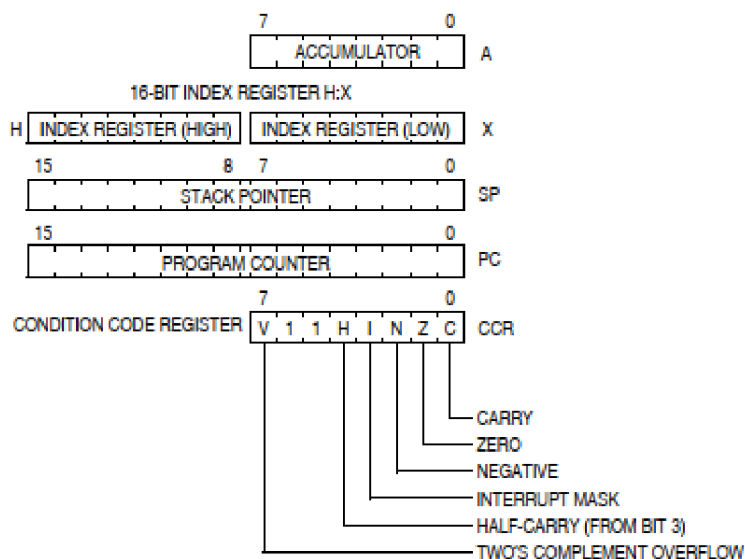 7 0
ACCUMULATOR A
16-BIT INDEX REGISTER H:X
H INDEX REGISTER (HIGH) INDEX REGISTER (LOW) X
15 8 7 0
STACK POINTER SP
15 0
PROGRAM COUNTER PC
7 0
CONDITION CODE REGISTER V 1 1 H I N Z C CCR
CARRY
ZERO
NEGATIVE
INTERRUPT MASK
HALF-CARRY (FROM BIT 3)
TWO'S COMPLEMENT OVERFLOW